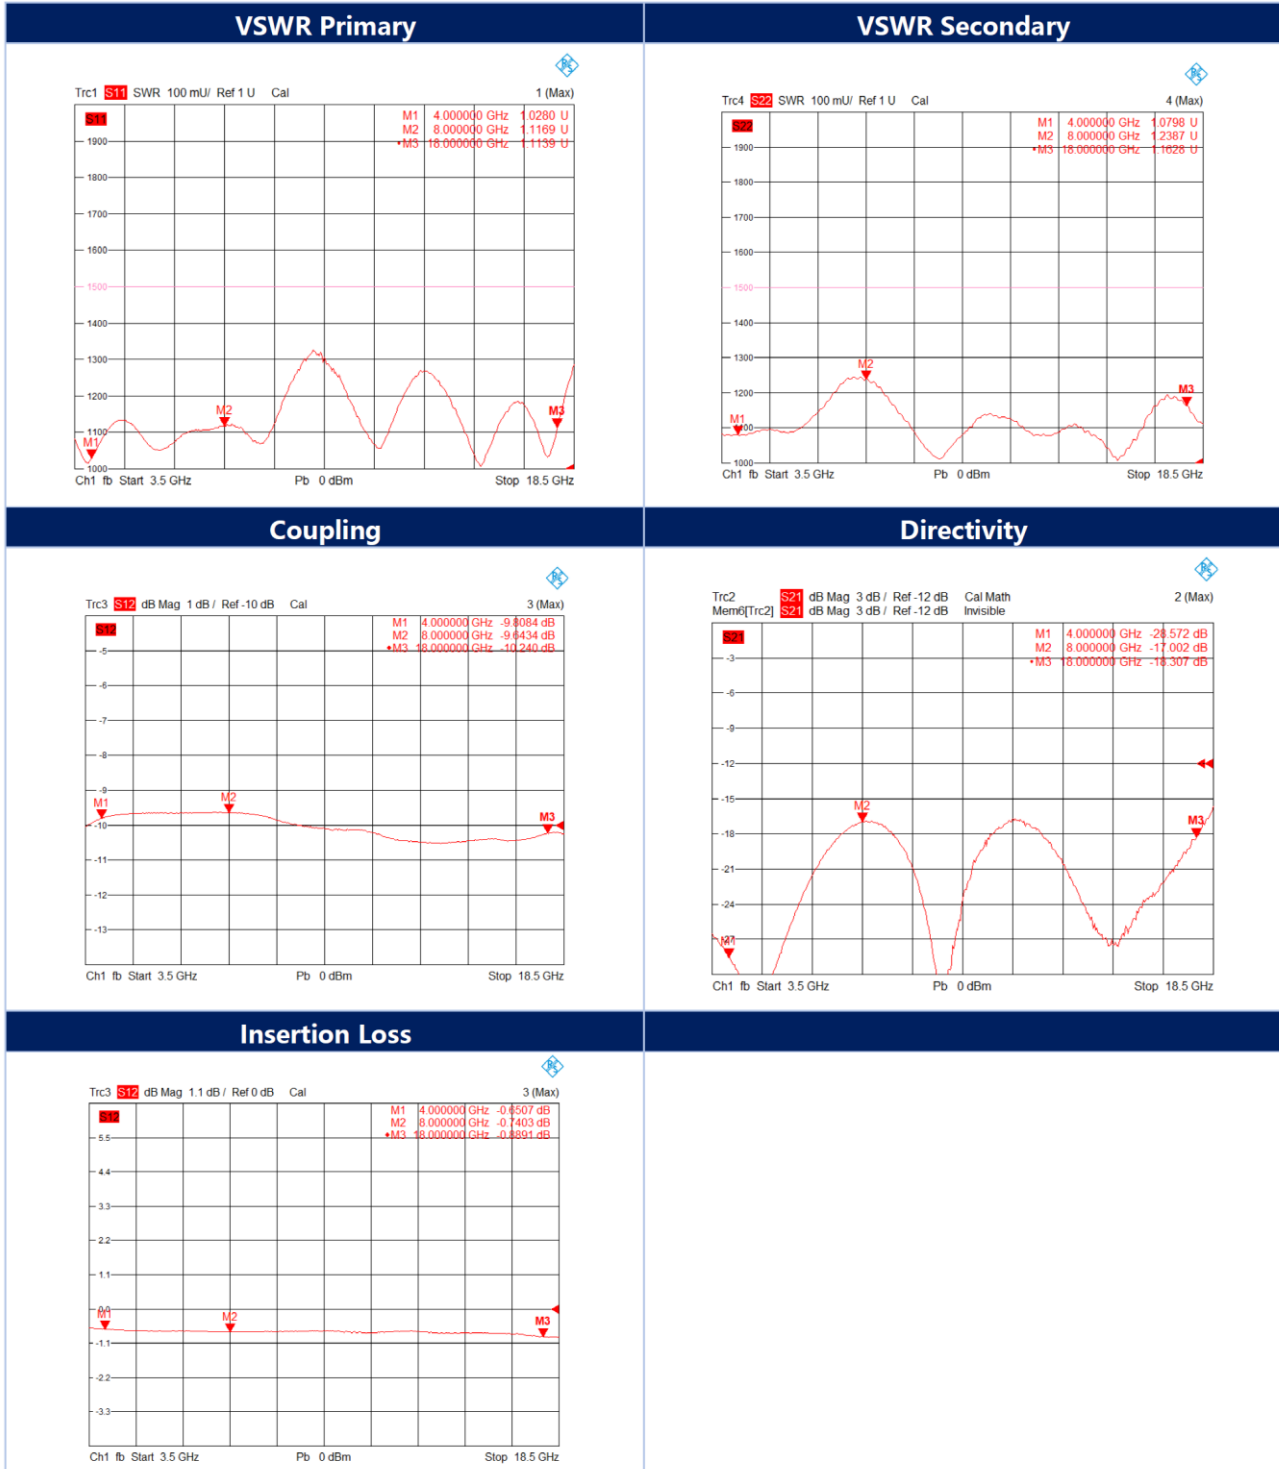 VSWR Primary
VSWR Secondary
Trc1 S11 SWR 100 mU/ Ref 1 U Cal 1 (Max)
S11
M1 4.000000 GHz 1.0280 U
M2 8.000000 GHz 1.1169 U
•M3 18.000000 GHz 1.1139 U
1900
1800
1700
1600
1500
1400
1300
1200
1100
1000
M1
M2
M3
Ch1 fb Start 3.5 GHz Pb 0 dBm Stop 18.5 GHz
Trc4 S22 SWR 100 mU/ Ref 1 U Cal 4 (Max)
S22
M1 4.000000 GHz 1.0798 U
M2 8.000000 GHz 1.2387 U
•M3 18.000000 GHz 1.1628 U
1900
1800
1700
1600
1500
1400
1300
1200
1100
1000
M1
M2
M3
Ch1 fb Start 3.5 GHz Pb 0 dBm Stop 18.5 GHz
Coupling
Directivity
Trc3 S12 dB Mag 1 dB / Ref -10 dB Cal 3 (Max)
S12
M1 4.000000 GHz -9.8084 dB
M2 8.000000 GHz -9.6434 dB
•M3 18.000000 GHz -10.240 dB
-5
-6
-7
-8
-9
-10
-11
-12
-13
M1
M2
M3
Ch1 fb Start 3.5 GHz Pb 0 dBm Stop 18.5 GHz
Trc2 S21 dB Mag 3 dB / Ref -12 dB Cal Math 2 (Max)
Mem6[Trc2] S21 dB Mag 3 dB / Ref -12 dB Invisible
S21
M1 4.000000 GHz -28.572 dB
M2 8.000000 GHz -17.002 dB
•M3 18.000000 GHz -18.307 dB
-3
-6
-9
-12
-15
-18
-21
-24
-27
M1
M2
M3
Ch1 fb Start 3.5 GHz Pb 0 dBm Stop 18.5 GHz
Insertion Loss
Trc3 S12 dB Mag 1.1 dB / Ref 0 dB Cal 3 (Max)
S12
M1 4.000000 GHz -0.6507 dB
M2 8.000000 GHz -0.7403 dB
•M3 18.000000 GHz -0.8891 dB
5.5
4.4
3.3
2.2
1.1
0.0
-1.1
-2.2
-3.3
M1
M2
M3
Ch1 fb Start 3.5 GHz Pb 0 dBm Stop 18.5 GHz